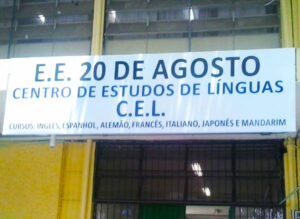 E.E. 20 DE AGOSTO
CENTRO DE ESTUDOS DE LÍNGUAS
C.E.L.
CURSOS: INGLÊS, ESPANHOL, ALEMÃO, FRANCÊS, ITALIANO, JAPONÊS E MANDARIM